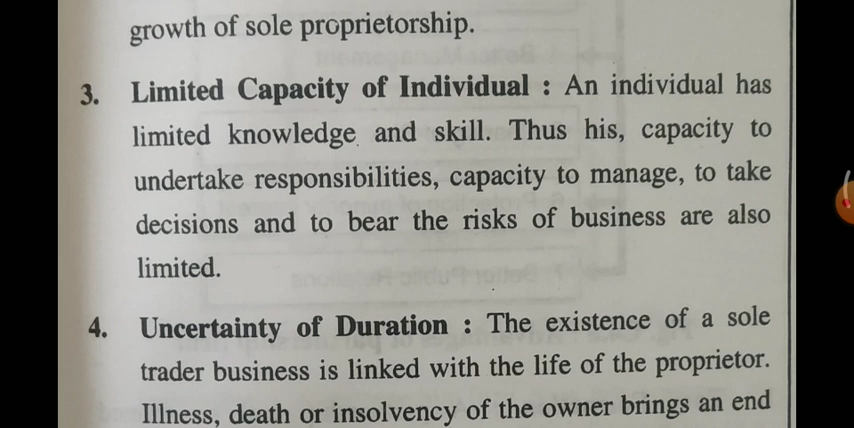 growth of sole proprietorship.
3. Limited Capacity of Individual : An individual has
limited knowledge and skill. Thus his, capacity to
undertake responsibilities, capacity to manage, to take
decisions and to bear the risks of business are also
limited.
4. Uncertainty of Duration : The existence of a sole
trader business is linked with the life of the proprietor.
Illness, death or insolvency of the owner brings an end